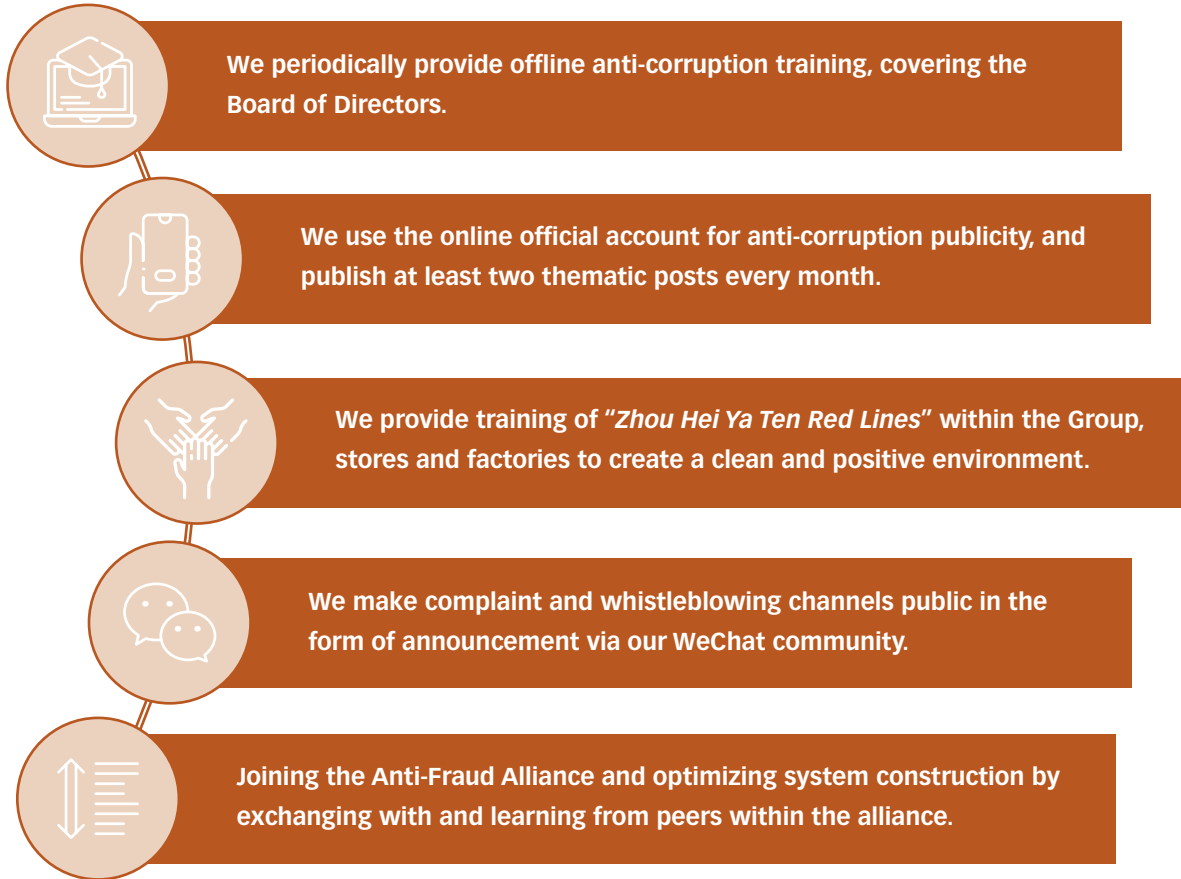 We periodically provide offline anti-corruption training, covering the
Board of Directors.
We use the online official account for anti-corruption publicity, and
publish at least two thematic posts every month.
We provide training of “Zhou Hei Ya Ten Red Lines” within the Group,
stores and factories to create a clean and positive environment.
We make complaint and whistleblowing channels public in the
form of announcement via our WeChat community.
Joining the Anti-Fraud Alliance and optimizing system construction by
exchanging with and learning from peers within the alliance.